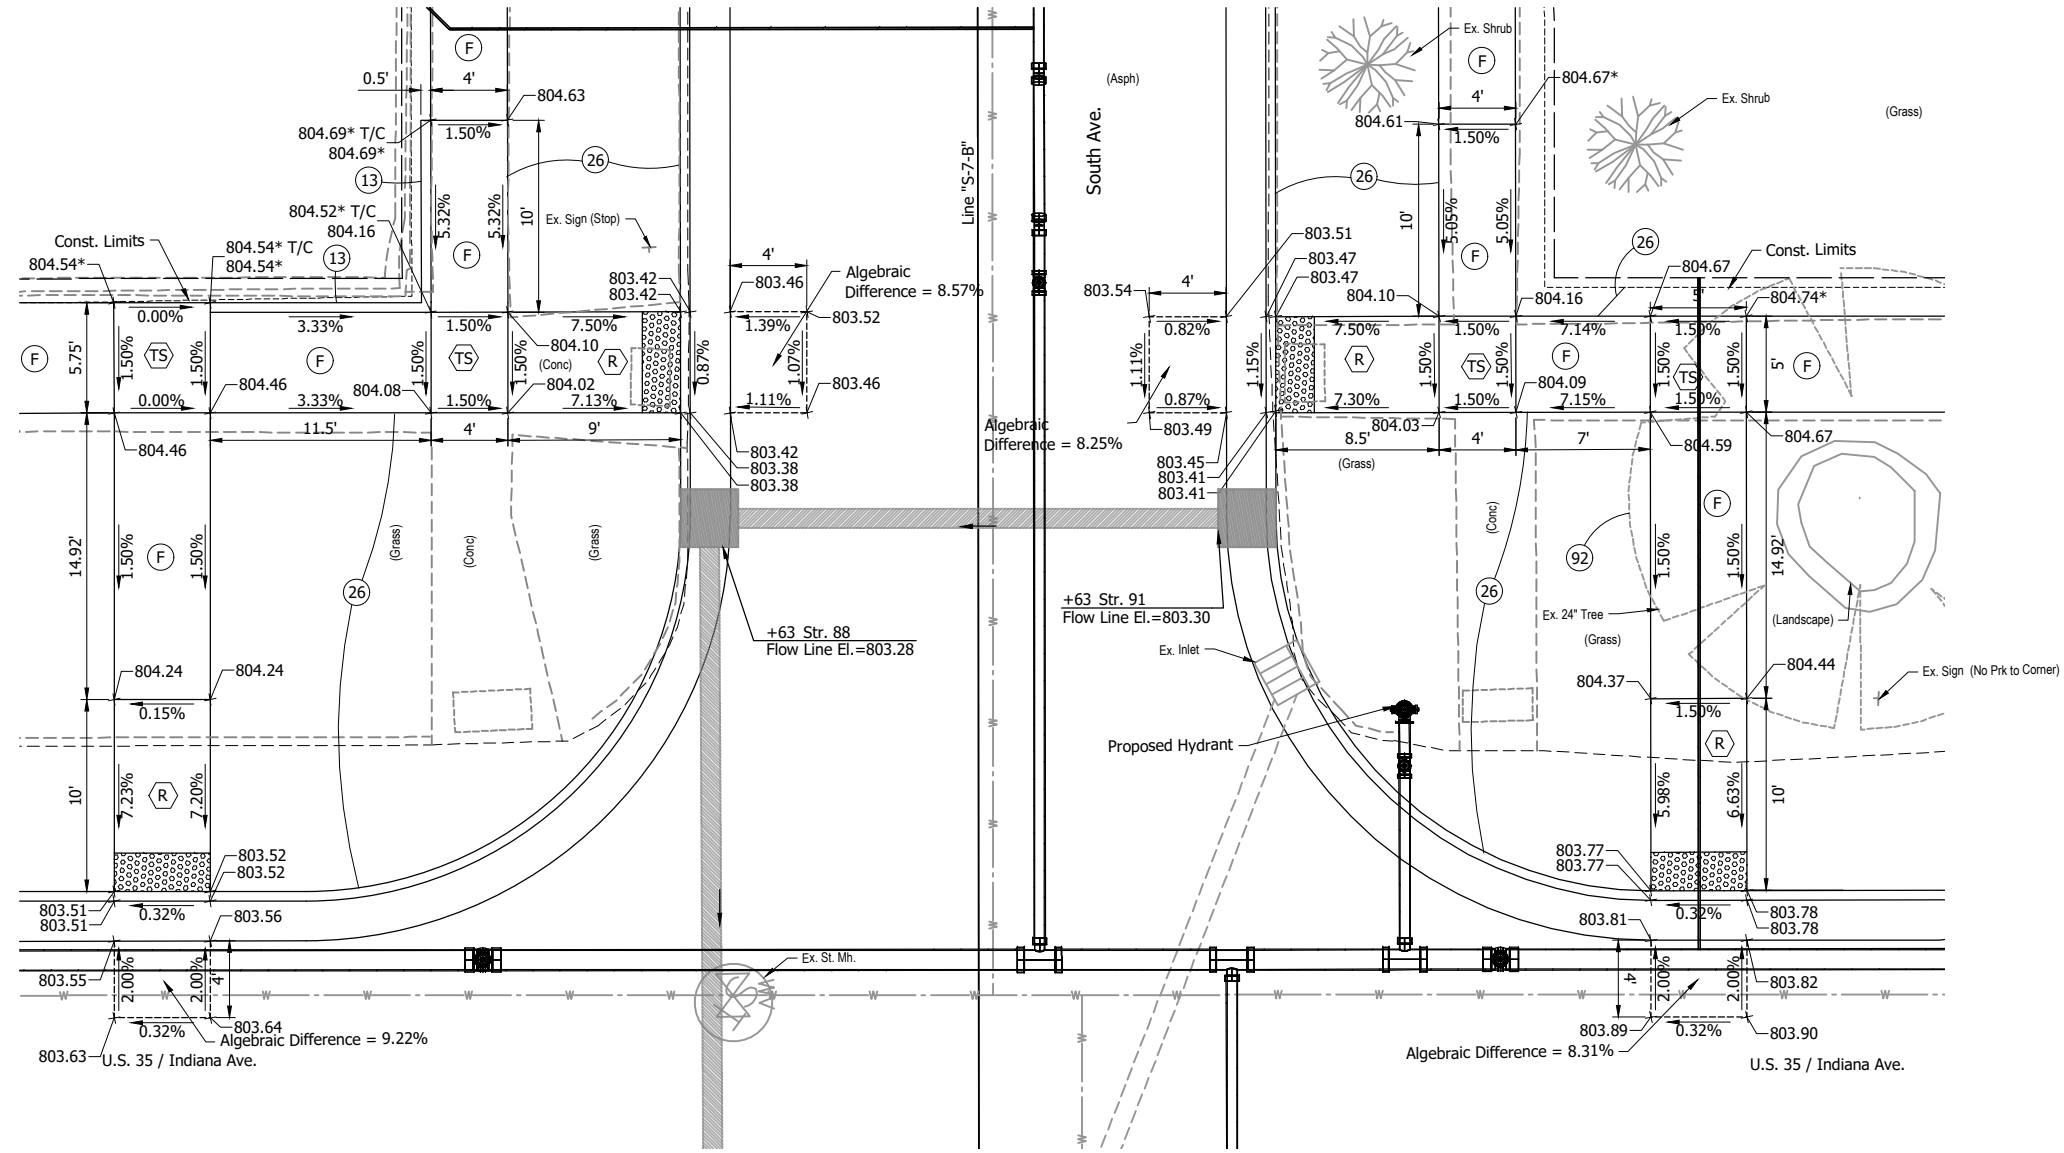 F
0.5'
4'
804.63
1.50%
804.69* T/C
804.69*
13
26
5.32%
5.32%
10'
804.52* T/C
804.16
Ex. Sign (Stop)
Const. Limits
804.54* T/C
804.54*
804.54*
13
F
0.00%
3.33%
1.50%
7.50%
803.42
803.42
F
5.75'
1.50%
TS
1.50%
F
1.50%
TS
1.50%
(Conc)
804.10
R
0.87%
0.00%
804.46
3.33%
804.08
1.50%
804.02
7.13%
804.46
11.5'
4'
9'
4'
803.46
Algebraic
Difference = 8.57%
1.39%
803.52
1.07%
1.11%
803.46
803.42
803.38
803.38
14.92'
1.50%
F
1.50%
26
(Grass)
(Conc)
(Grass)
+63 Str. 88
Flow Line El.=803.28
804.24
804.24
0.15%
10'
7.23%
R
7.20%
803.52
803.52
803.51
803.51
0.32%
803.56
803.55
2.00%
2.00%
4'
0.32%
803.64
803.63
Algebraic Difference = 9.22%
U.S. 35 / Indiana Ave.
Ex. St. Mh.
Line "S-7-B"
South Ave.
(Asph)
Ex. Shrub
F
804.67*
4'
804.61
1.50%
Ex. Shrub
(Grass)
26
10'
5.05%
5.05%
F
26
Const. Limits
803.51
803.47
803.47
4'
803.54
804.10
804.16
804.67
5'
804.74*
0.82%
7.50%
1.50%
7.14%
1.50%
1.11%
1.15%
R
1.50%
TS
1.50%
F
1.50%
TS
1.50%
5'
F
0.87%
7.30%
1.50%
804.09
7.15%
1.50%
803.49
Algebraic
Difference = 8.25%
803.45
803.41
803.41
804.03
8.5'
4'
7'
804.59
804.67
(Grass)
(Conc)
92
1.50%
F
1.50%
14.92'
+63 Str. 91
Flow Line El.=803.30
26
Ex. 24" Tree
(Grass)
(Landscape)
Ex. Inlet
804.37
804.44
Ex. Sign (No Prk to Corner)
1.50%
Proposed Hydrant
R
5.98%
6.63%
10'
803.77
803.77
803.81
0.32%
803.78
803.78
4'
2.00%
2.00%
803.82
803.89
0.32%
803.90
Algebraic Difference = 8.31%
U.S. 35 / Indiana Ave.